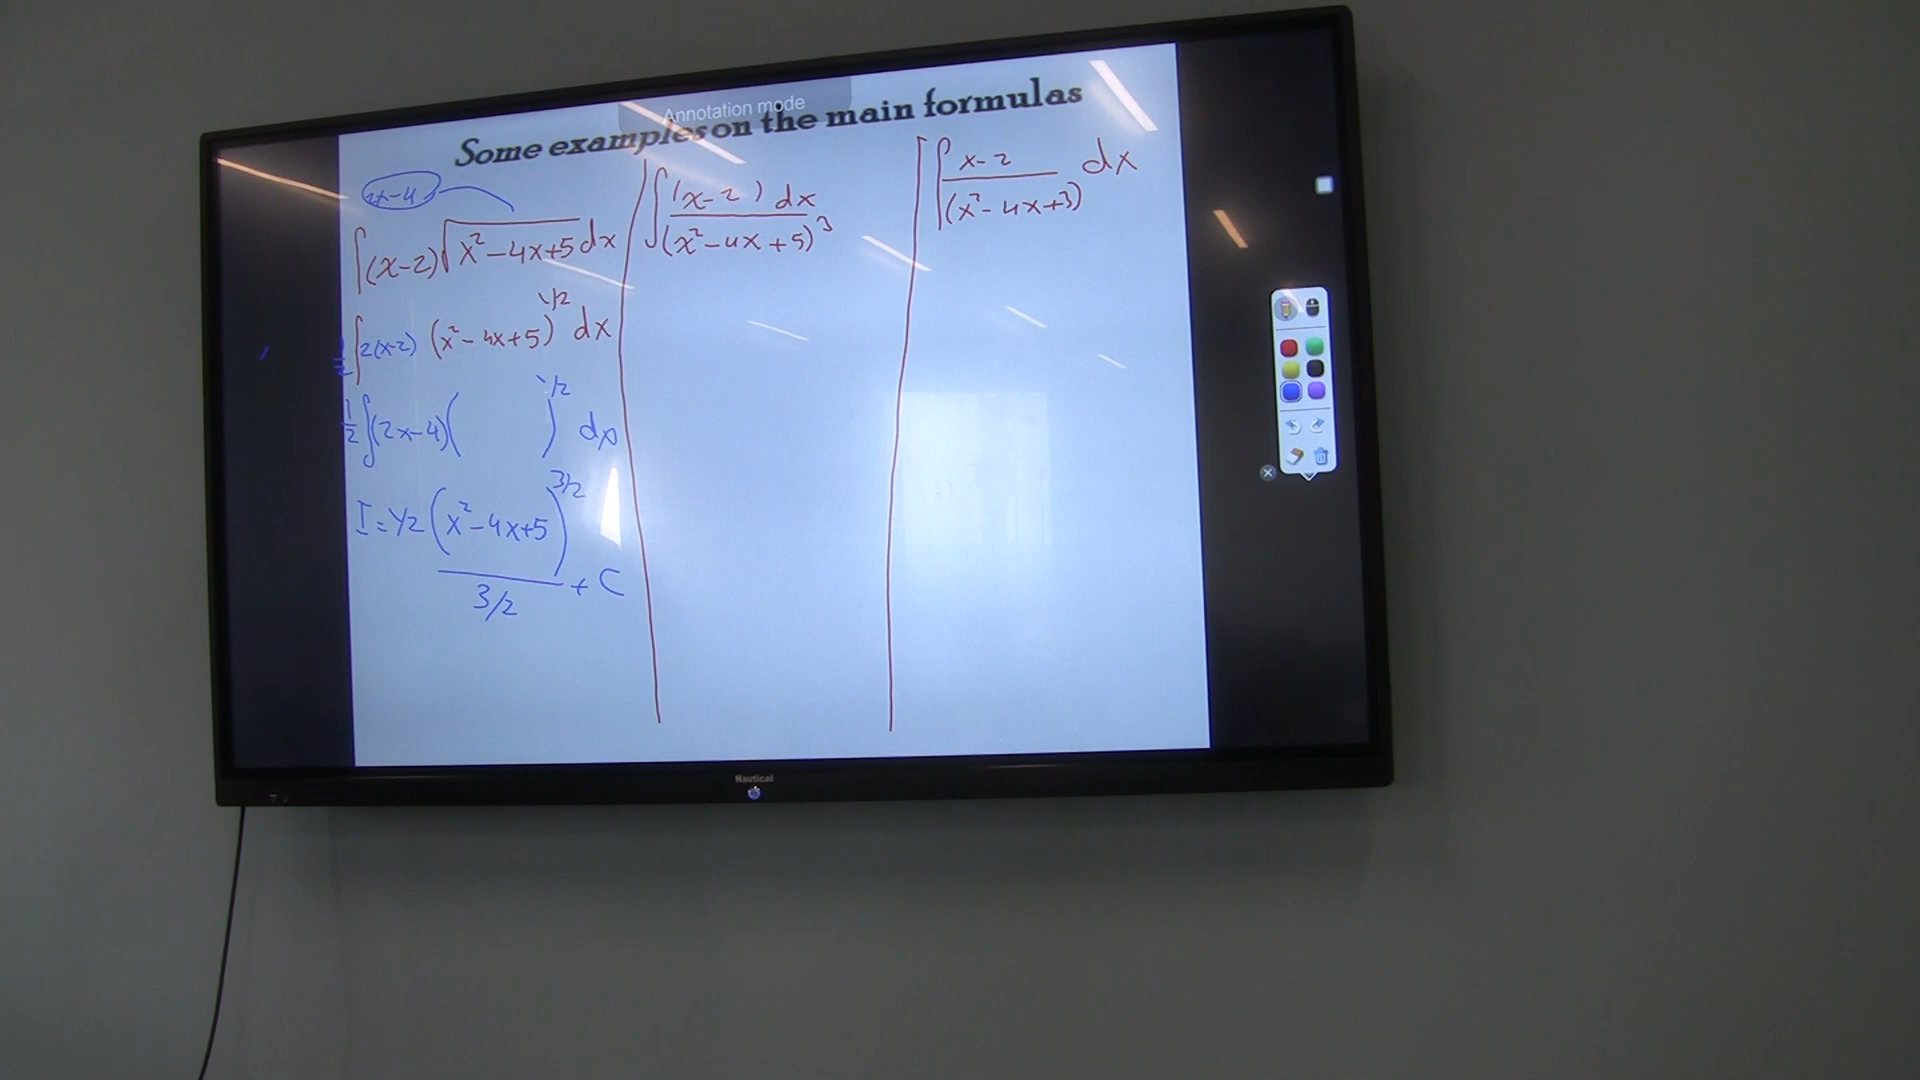 Annotation mode
Some examples on the main formulas
2x-4
∫(x-2)√(x²-4x+5) dx
1/2 ∫2(x-2) (x²-4x+5)^1/2 dx
1/2 ∫(2x-4)( )^1/2 dx
I = 1/2 (x²-4x+5)^3/2
3/2
+ C
∫ (x-2) dx
(x²-4x+5)³
∫ x-2 dx
(x²-4x+3)
Nautical